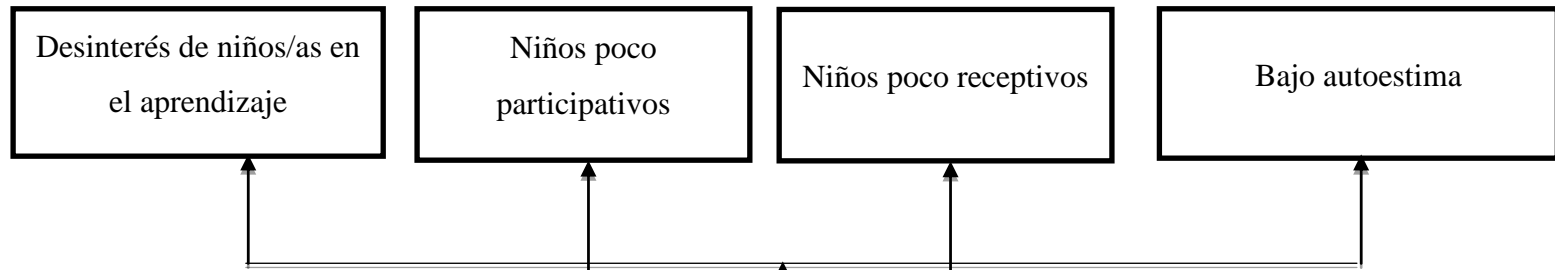 Desinterés de niños/as en
el aprendizaje
Niños poco
participativos
Niños poco receptivos
Bajo autoestima